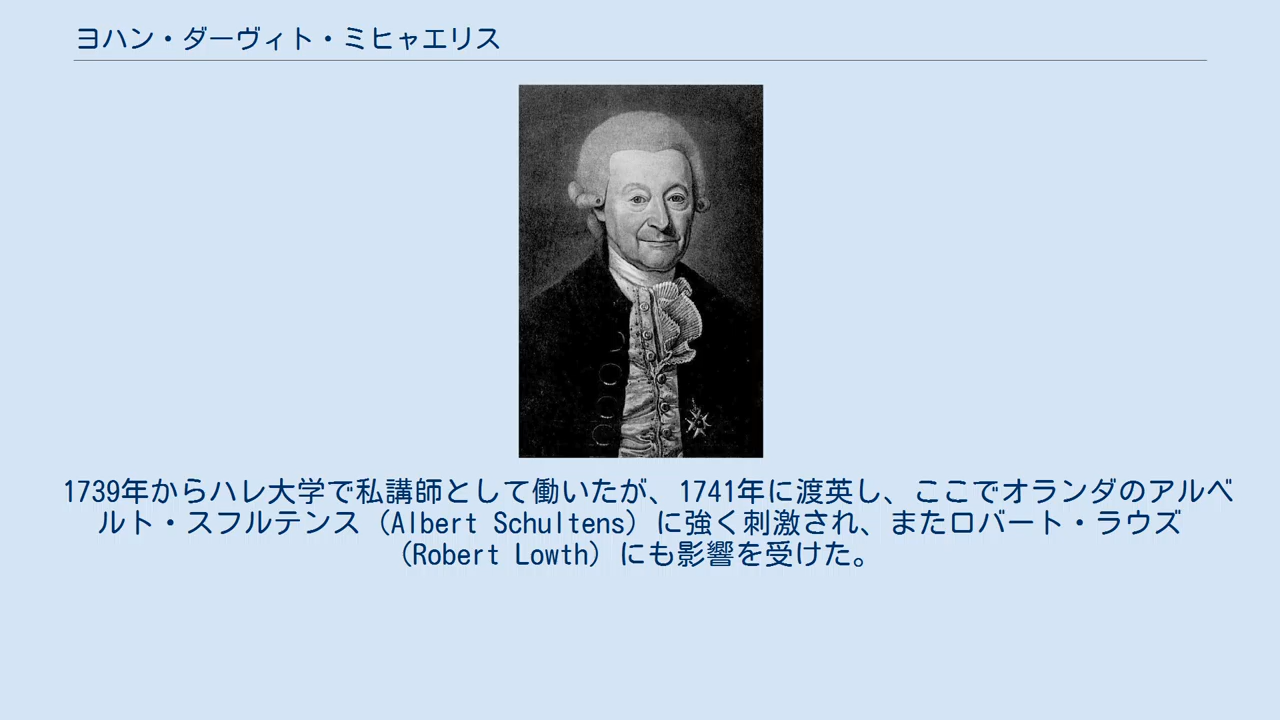 ヨハン・ダーヴィト・ミヒャエリス
1739年からハレ大学で私講師として働いたが、1741年に渡英し、ここでオランダのアルベ
ルト・スフルテンス（Albert Schultens）に強く刺激され、またロバート・ラウズ
（Robert Lowth）にも影響を受けた。